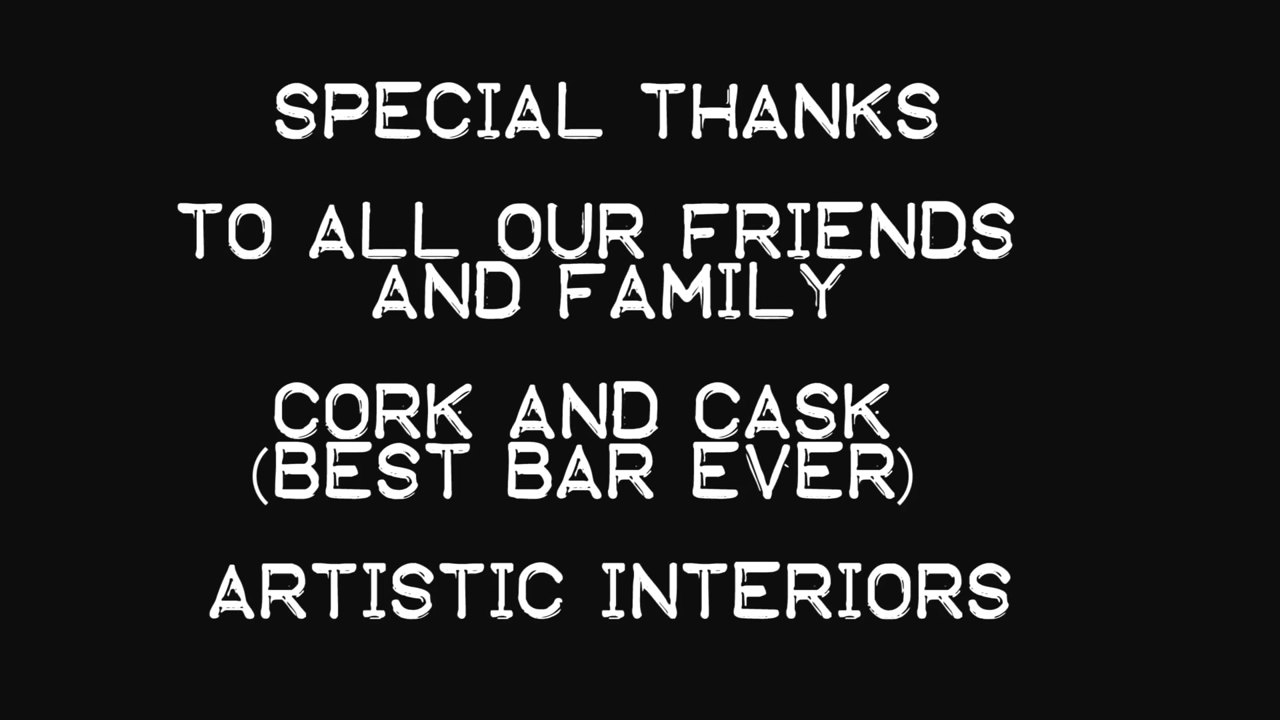 SPECIAL THANKS
TO ALL OUR FRIENDS
AND FAMILY
CORK AND CASK
(BEST BAR EVER)
ARTISTIC INTERIORS